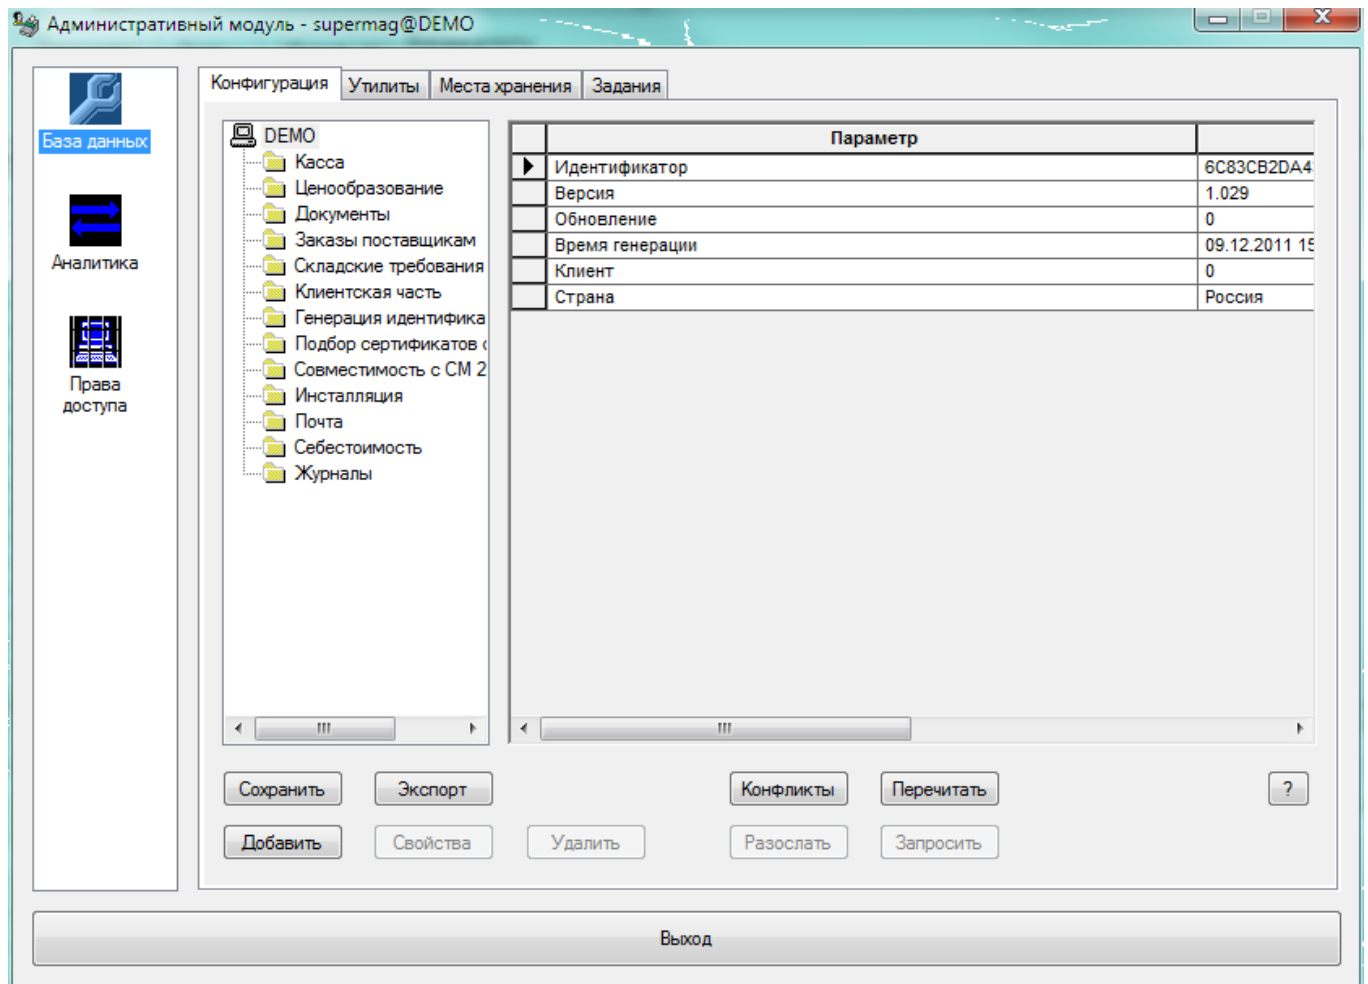 Административный модуль - supermag@DEMO
База данных
Аналитика
Права
доступа
Конфигурация Утилиты Места хранения Задания
DEMO
Касса
Ценообразование
Документы
Заказы поставщикам
Складские требования
Клиентская часть
Генерация идентифика
Подбор сертификатов
Совместимость с СМ 2
Инсталляция
Почта
Себестоимость
Журналы
Параметр
Идентификатор 6C83CB2DA4
Версия 1.029
Обновление 0
Время генерации 09.12.2011 15
Клиент 0
Страна Россия
Сохранить Экспорт Конфликты Перечитать ?
Добавить Свойства Удалить Разослать Запросить
Выход